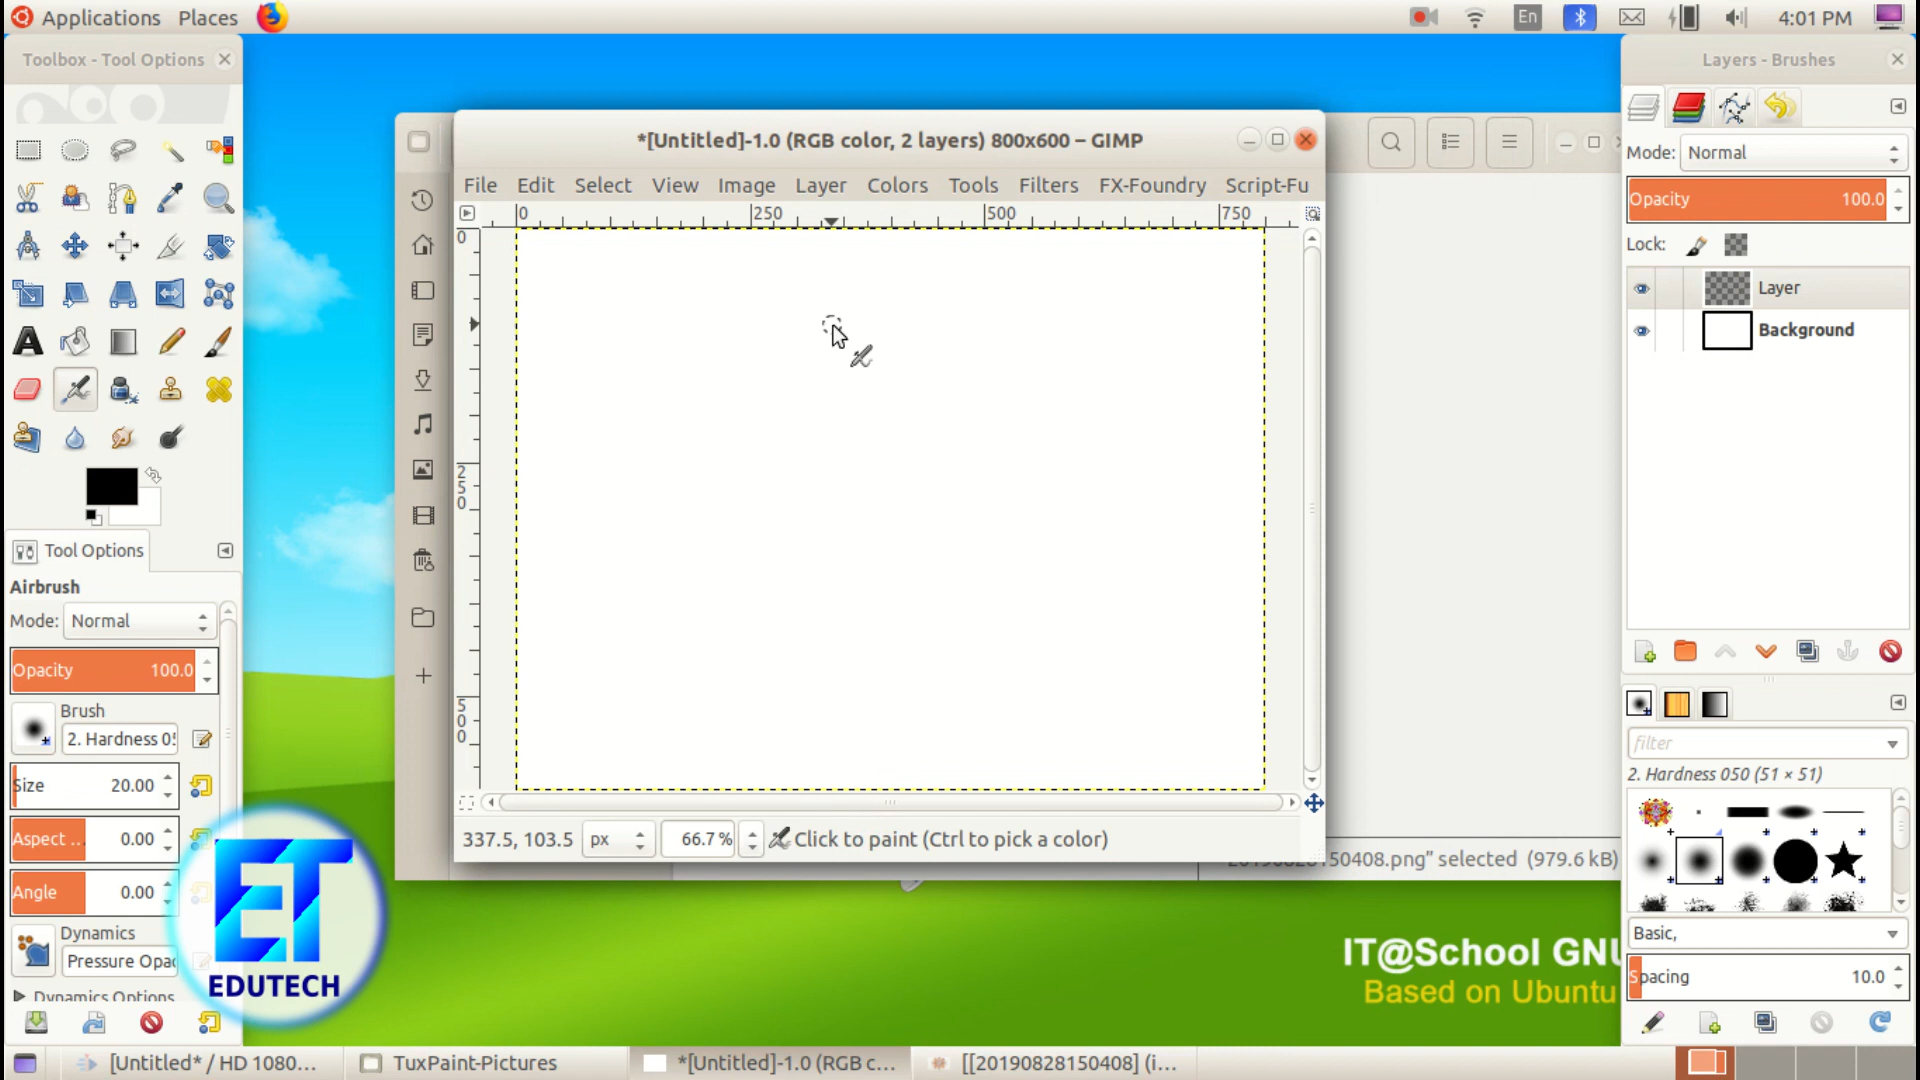 Applications Places En 4:01 PM
Toolbox - Tool Options
Layers - Brushes
*[Untitled]-1.0 (RGB color, 2 layers) 800x600 – GIMP
File Edit Select View Image Layer Colors Tools Filters FX-Foundry Script-Fu
0 250 500 750
0
250
500
Mode: Normal
Opacity 100.0
Lock:
Layer
Background
Tool Options
Airbrush
Mode: Normal
Opacity 100.0
Brush
2. Hardness 05
Size 20.00
Aspect ... 0.00
Angle 0.00
Dynamics
Pressure Opac
Dynamics Options
ET
EDUTECH
337.5, 103.5 px 66.7 % Click to paint (Ctrl to pick a color)
20190828150408.png” selected (979.6 kB)
filter
2. Hardness 050 (51 × 51)
Basic,
Spacing 10.0
IT@School GNU
Based on Ubuntu
[Untitled* / HD 1080... TuxPaint-Pictures *[Untitled]-1.0 (RGB c... [[20190828150408] (i...